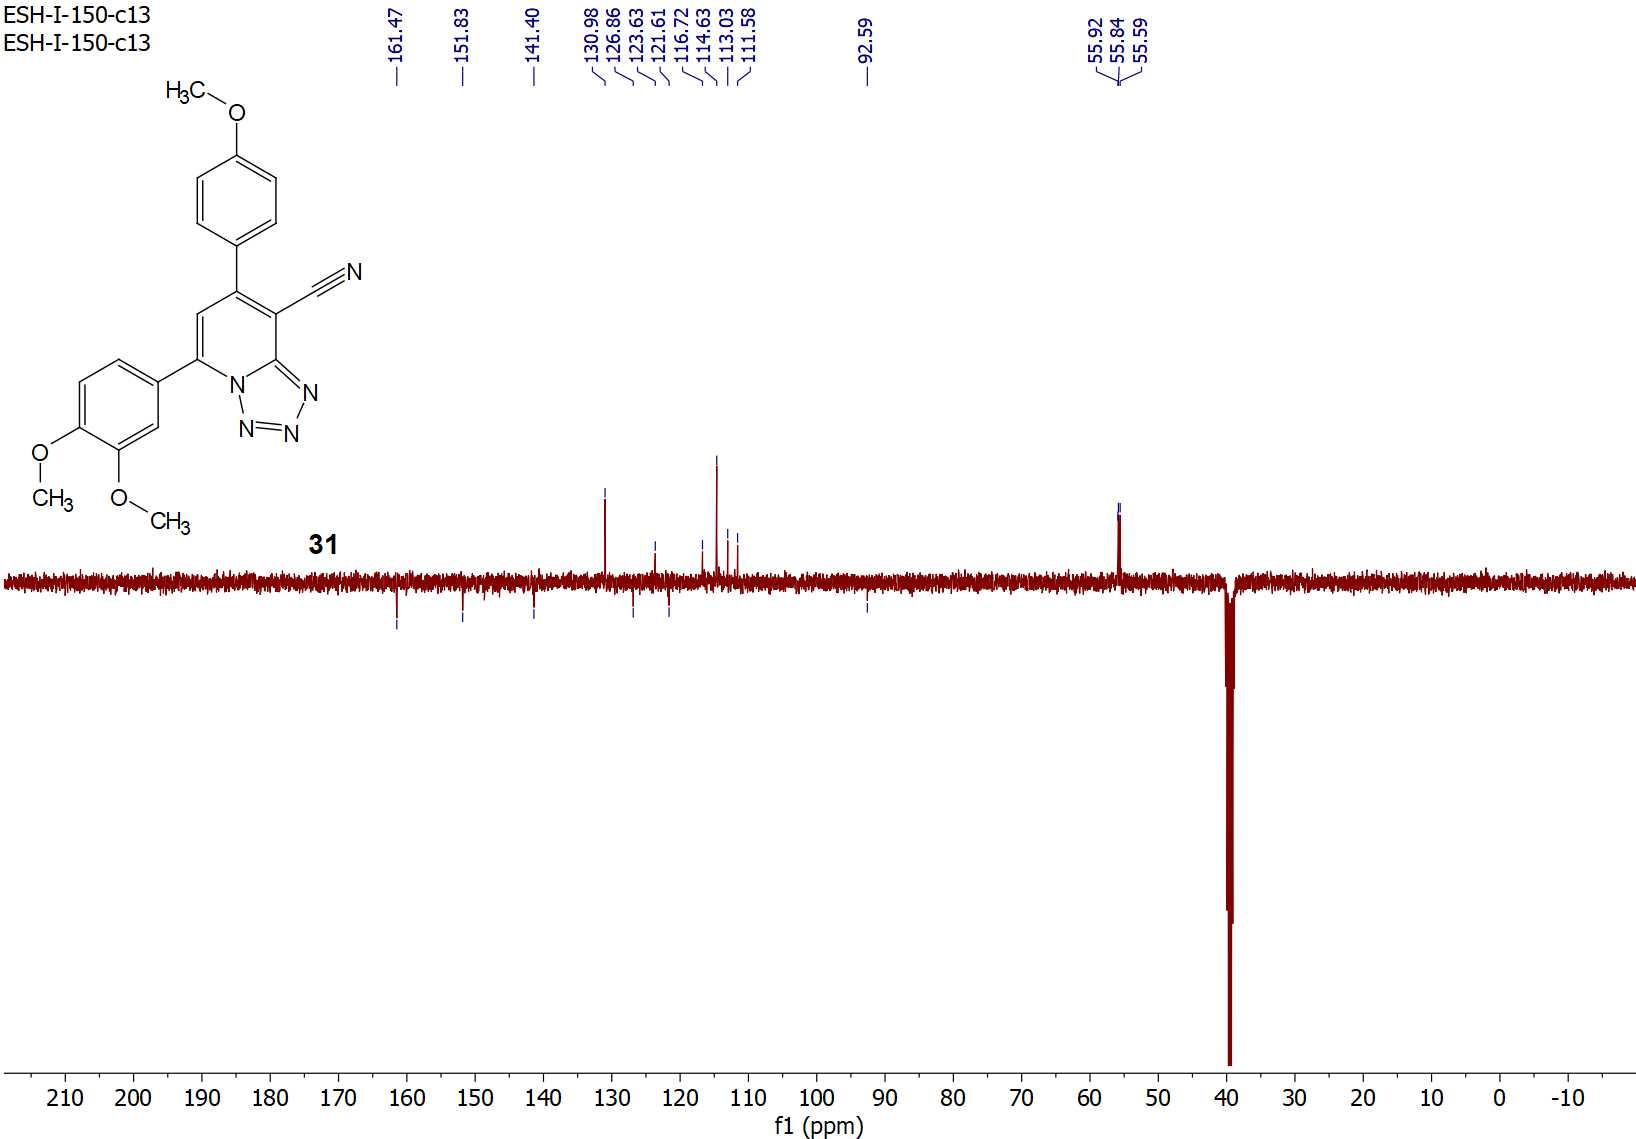 ESH-I-150-c13
ESH-I-150-c13
161.47
151.83
141.40
130.98
126.86
123.63
121.61
116.72
114.63
113.03
111.58
92.59
55.92
55.84
55.59
H3C
O
N
N
N
N
N
O
CH3
O
CH3
31
210 200 190 180 170 160 150 140 130 120 110 100 90 80 70 60 50 40 30 20 10 0 -10
f1 (ppm)